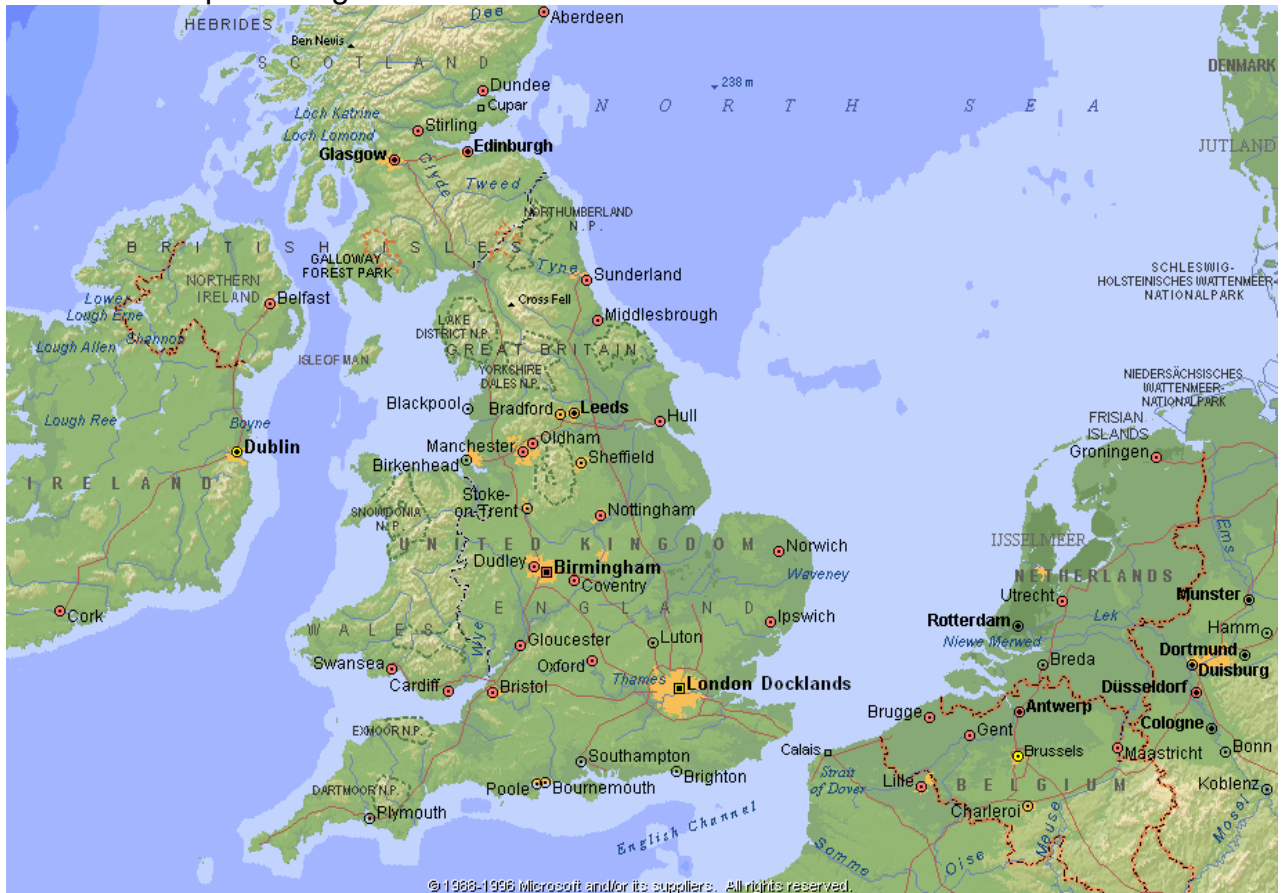 HEBRIDES
Dee
Aberdeen
Ben Nevis
SCOTLAND
DENMARK
238 m
NORTH SEA
Dundee
Cupar
Loch Katrine
Stirling
Loch Lomond
Glasgow
Edinburgh
Clyde
Tweed
JUTLAND
NORTHUMBERLAND
N.P.
BRITISH ISLES
GALLOWAY
FOREST PARK
Tyne
NORTHERN
IRELAND
Belfast
Sunderland
SCHLESWIG-
HOLSTEINISCHES WATTENMEER-
NATIONALPARK
Lower
Lough Erne
Cross Fell
Middlesbrough
LAKE
DISTRICT N.P.
Shannon
Lough Allen
GREAT BRITAIN
ISLE OF MAN
YORKSHIRE
DALES N.P.
NIEDERSÄCHSISCHES
WATTENMEER-
NATIONALPARK
Blackpool
Bradford
Leeds
Hull
Lough Ree
Boyne
FRISIAN
ISLANDS
Dublin
Manchester
Oldham
Groningen
Birkenhead
Sheffield
IRELAND
Stoke-
on-Trent
SNOWDONIA
N.P.
Nottingham
Ems
UNITED KINGDOM
Norwich
IJSSELMEER
Dudley
Birmingham
Waveney
NETHERLANDS
Coventry
Utrecht
Munster
Cork
ENGLAND
Ipswich
Rotterdam
Lek
WALES
Wye
Gloucester
Luton
Niewe Merwed
Hamm
Swansea
Oxford
Breda
Dortmund
Duisburg
Cardiff
Bristol
Thames
London Docklands
Düsseldorf
Brugge
Antwerp
EXMOOR N.P.
Gent
Cologne
Southampton
Calais
Brussels
Maastricht
Bonn
Brighton
Strait
of Dover
Lille
BELGIUM
Koblenz
DARTMOOR N.P.
Poole
Bournemouth
Charleroi
Plymouth
English Channel
Meuse
Mosel
Somme
Oise
© 1988-1996 Microsoft and/or its suppliers. All rights reserved.